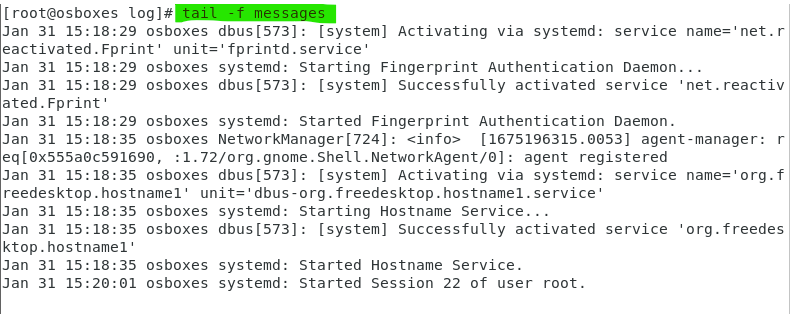 [root@osboxes log]# tail -f messages
Jan 31 15:18:29 osboxes dbus[573]: [system] Activating via systemd: service name='net.r
eactivated.Fprint' unit='fprintd.service'
Jan 31 15:18:29 osboxes systemd: Starting Fingerprint Authentication Daemon...
Jan 31 15:18:29 osboxes dbus[573]: [system] Successfully activated service 'net.reactiv
ated.Fprint'
Jan 31 15:18:29 osboxes systemd: Started Fingerprint Authentication Daemon.
Jan 31 15:18:35 osboxes NetworkManager[724]: <info>  [1675196315.0053] agent-manager: r
eq[0x555a0c591690, :1.72/org.gnome.Shell.NetworkAgent/0]: agent registered
Jan 31 15:18:35 osboxes dbus[573]: [system] Activating via systemd: service name='org.f
reedesktop.hostname1' unit='dbus-org.freedesktop.hostname1.service'
Jan 31 15:18:35 osboxes systemd: Starting Hostname Service...
Jan 31 15:18:35 osboxes dbus[573]: [system] Successfully activated service 'org.freedes
ktop.hostname1'
Jan 31 15:18:35 osboxes systemd: Started Hostname Service.
Jan 31 15:20:01 osboxes systemd: Started Session 22 of user root.